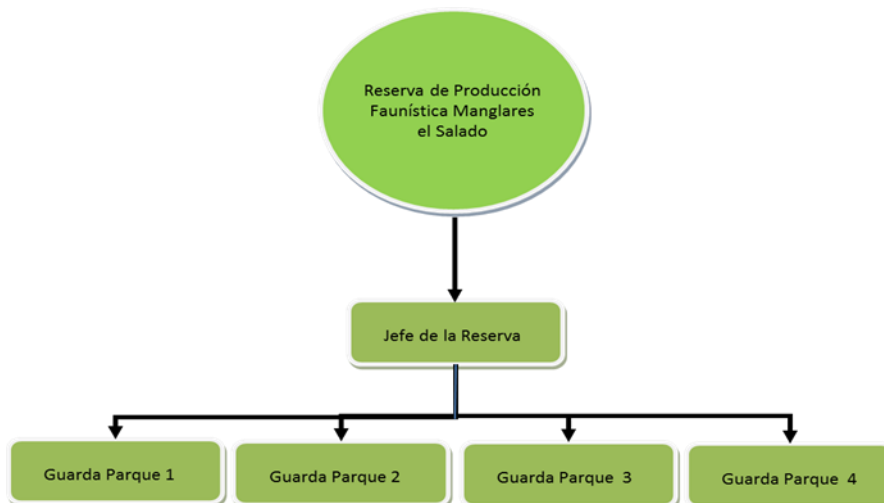 Reserva de Producción
Faunística Manglares
el Salado
Jefe de la Reserva
Guarda Parque 1
Guarda Parque 2
Guarda Parque 3
Guarda Parque 4